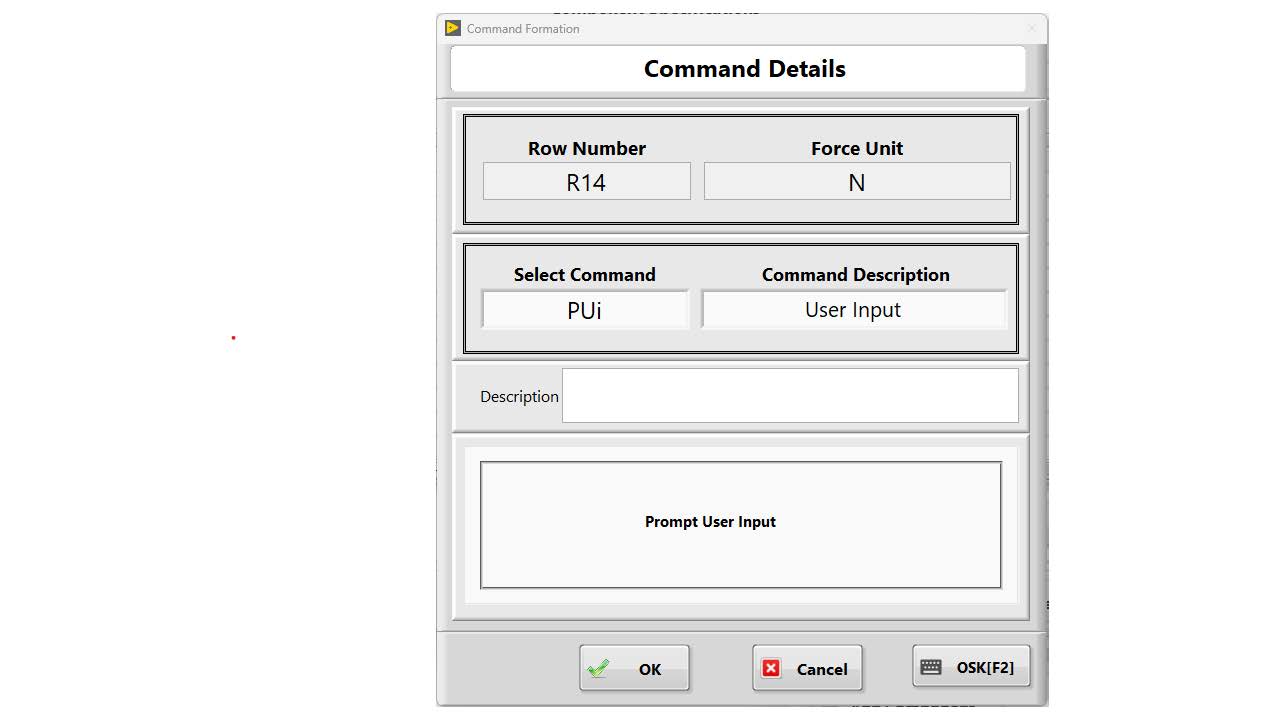 Command Formation
Command Details
Row Number
Force Unit
R14
N
Select Command
Command Description
PUi
User Input
Description
Prompt User Input
OK
Cancel
OSK[F2]